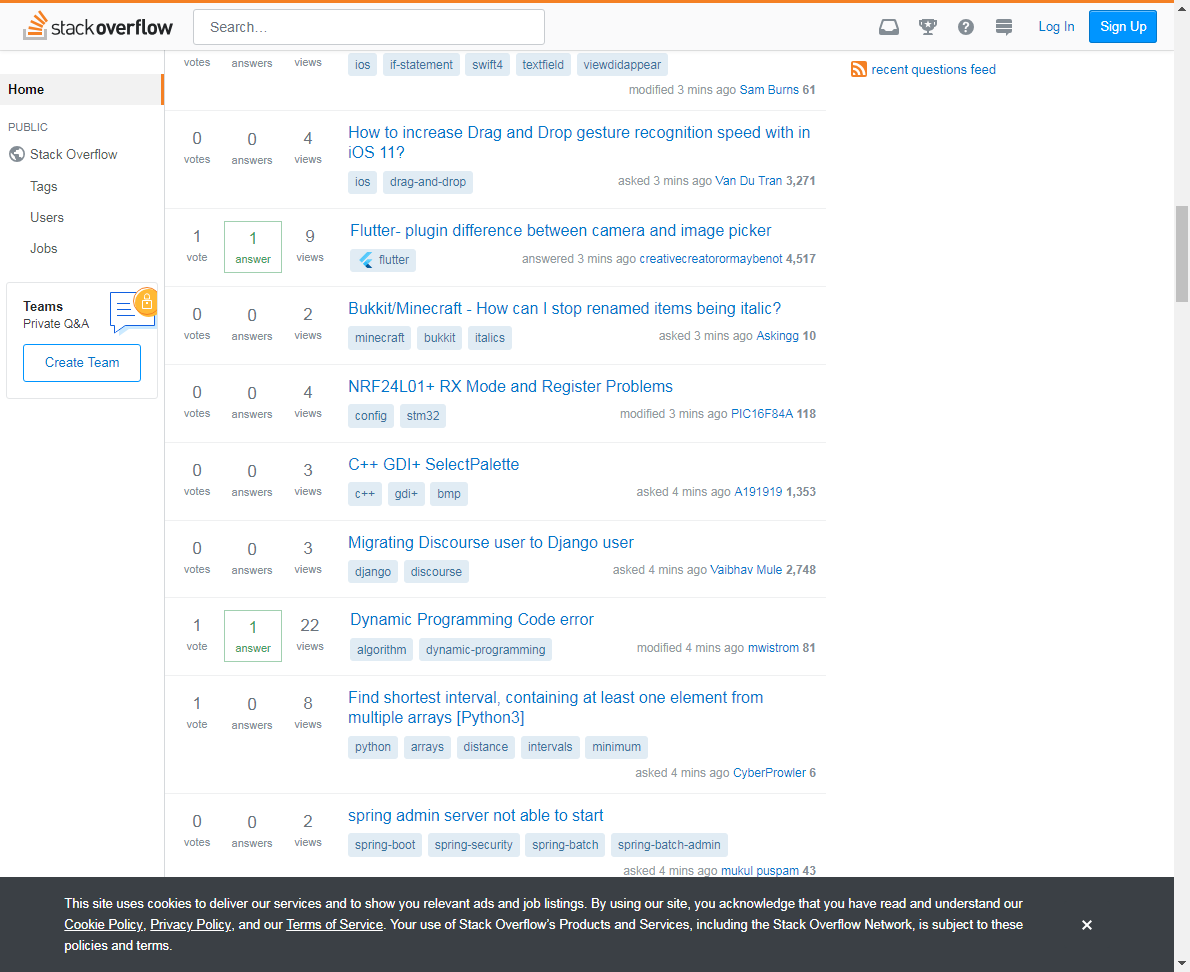 stackoverflow
Search…
Log In
Sign Up
Home
PUBLIC
Stack Overflow
Tags
Users
Jobs
Teams
Private Q&A
Create Team
votes answers views
ios if-statement swift4 textfield viewdidappear
modified 3 mins ago Sam Burns 61
0 votes 0 answers 4 views
How to increase Drag and Drop gesture recognition speed with in
iOS 11?
ios drag-and-drop
asked 3 mins ago Van Du Tran 3,271
1 vote 1 answer 9 views
Flutter- plugin difference between camera and image picker
flutter
answered 3 mins ago creativecreatorormaybenot 4,517
0 votes 0 answers 2 views
Bukkit/Minecraft - How can I stop renamed items being italic?
minecraft bukkit italics
asked 3 mins ago Askingg 10
0 votes 0 answers 4 views
NRF24L01+ RX Mode and Register Problems
config stm32
modified 3 mins ago PIC16F84A 118
0 votes 0 answers 3 views
C++ GDI+ SelectPalette
c++ gdi+ bmp
asked 4 mins ago A191919 1,353
0 votes 0 answers 3 views
Migrating Discourse user to Django user
django discourse
asked 4 mins ago Vaibhav Mule 2,748
1 vote 1 answer 22 views
Dynamic Programming Code error
algorithm dynamic-programming
modified 4 mins ago mwistrom 81
1 vote 0 answers 8 views
Find shortest interval, containing at least one element from
multiple arrays [Python3]
python arrays distance intervals minimum
asked 4 mins ago CyberProwler 6
0 votes 0 answers 2 views
spring admin server not able to start
spring-boot spring-security spring-batch spring-batch-admin
asked 4 mins ago mukul puspam 43
recent questions feed
This site uses cookies to deliver our services and to show you relevant ads and job listings. By using our site, you acknowledge that you have read and understand our
Cookie Policy, Privacy Policy, and our Terms of Service. Your use of Stack Overflow's Products and Services, including the Stack Overflow Network, is subject to these
policies and terms.